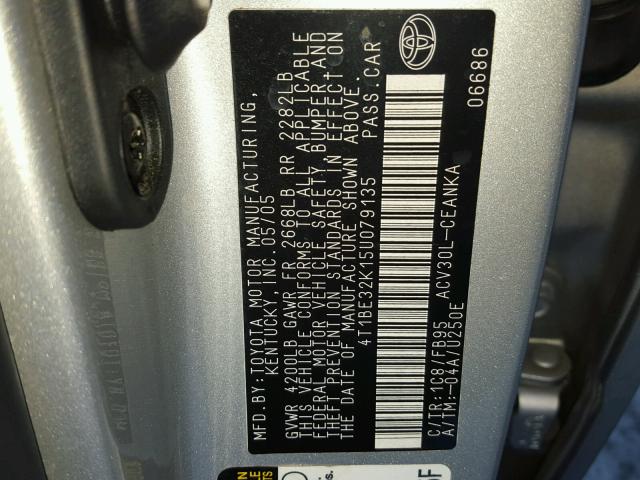 MFD.BY:TOYOTA MOTOR MANUFACTURING,
KENTUCKY, INC. 05/05
GVWR 4200LB GAWR FR 2668LB RR 2282LB
THIS VEHICLE CONFORMS TO ALL APPLICABLE
FEDERAL MOTOR VEHICLE SAFETY, BUMPER AND
THEFT PREVENTION STANDARDS IN EFFECT ON
THE DATE OF MANUFACTURE SHOWN ABOVE.
4T1BE32K15U079135 PASS.CAR
C/TR:1C8/FB95 ACV30L-CEANKA
A/TM:-04A/U250E
06686